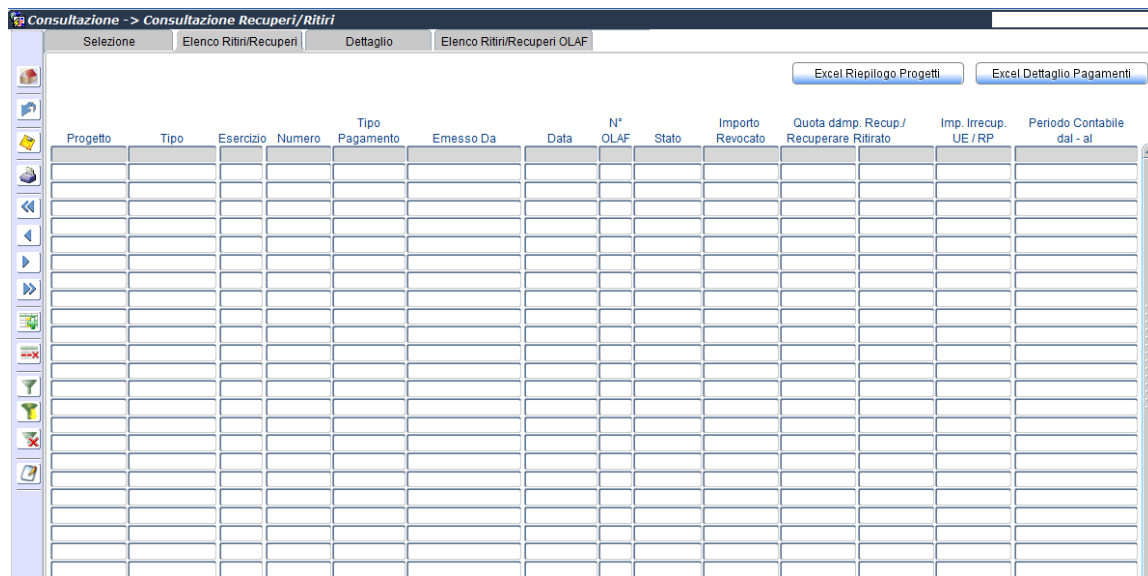 Consultazione -> Consultazione Recuperi/Ritiri
Selezione Elenco Ritiri/Recuperi Dettaglio Elenco Ritiri/Recuperi OLAF
Excel Riepilogo Progetti Excel Dettaglio Pagamenti
Tipo N° Importo Quota da Imp. Recup./ Imp. Irrecup. Periodo Contabile
Progetto Tipo Esercizio Numero Pagamento Emesso Da Data OLAF Stato Revocato Recuperare Ritirato UE / RP dal - al